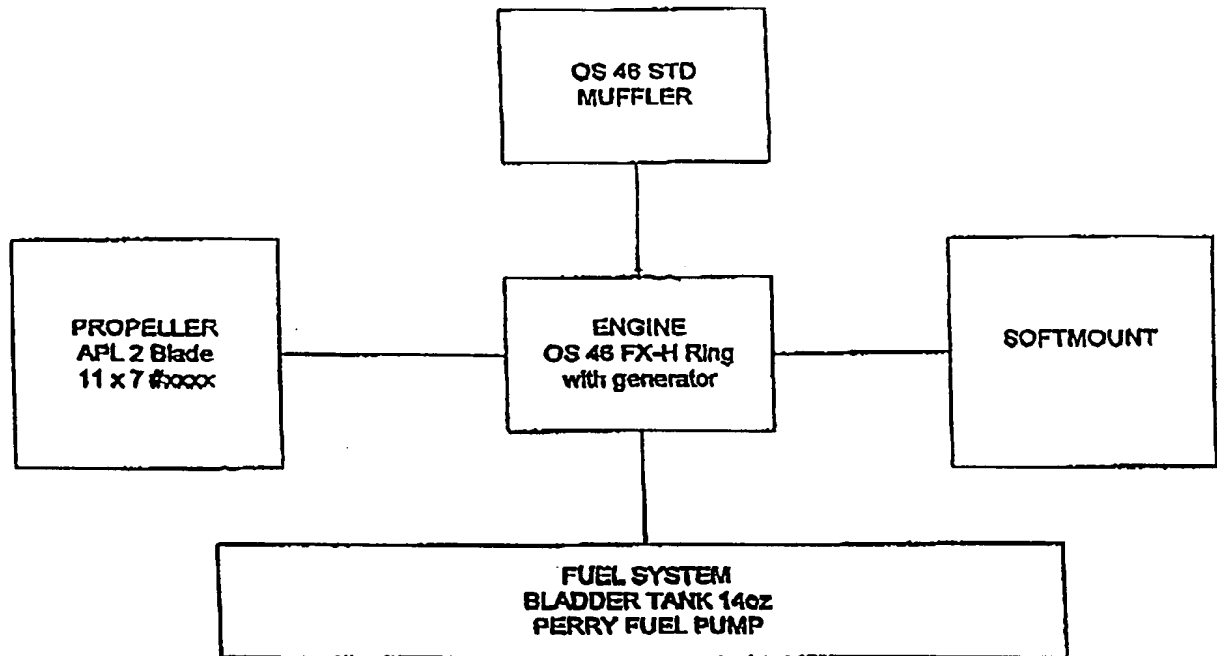 OS 46 STD
MUFFLER
PROPELLER
APL 2 Blade
11 x 7 #xxxx
ENGINE
OS 46 FX-H Ring
with generator
SOFTMOUNT
FUEL SYSTEM
BLADDER TANK 14oz
PERRY FUEL PUMP